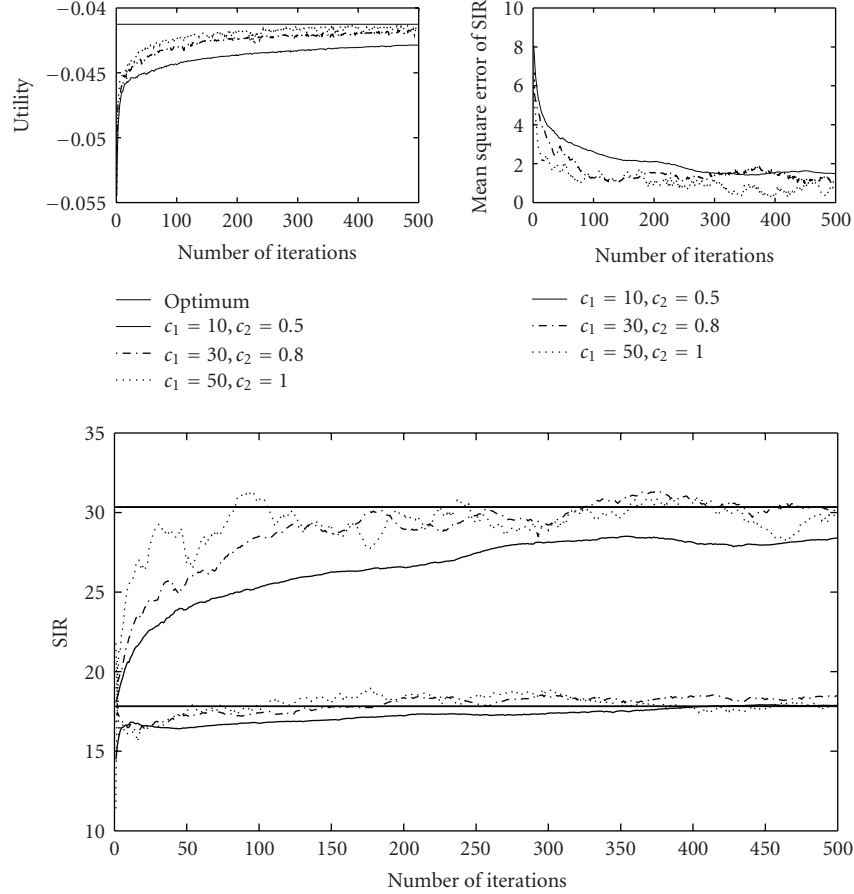 −0.04
−0.045
−0.05
−0.055
Utility
0 100 200 300 400 500
Number of iterations
10
8
6
4
2
0
Mean square error of SIR
0 100 200 300 400 500
Number of iterations
Optimum
c1 = 10, c2 = 0.5
c1 = 30, c2 = 0.8
c1 = 50, c2 = 1
c1 = 10, c2 = 0.5
c1 = 30, c2 = 0.8
c1 = 50, c2 = 1
35
30
25
20
15
10
SIR
0 50 100 150 200 250 300 350 400 450 500
Number of iterations